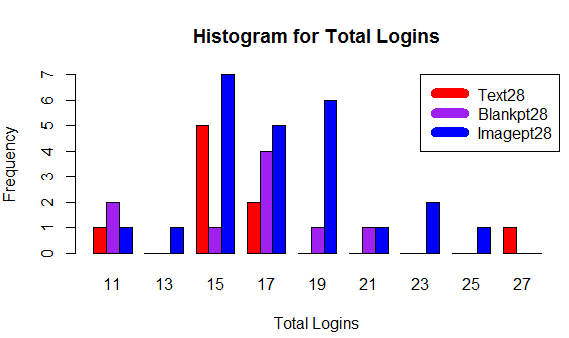 Histogram for Total Logins
Text28
Blankpt28
Imagept28
Frequency
7
6
5
4
3
2
1
0
11 13 15 17 19 21 23 25 27
Total Logins